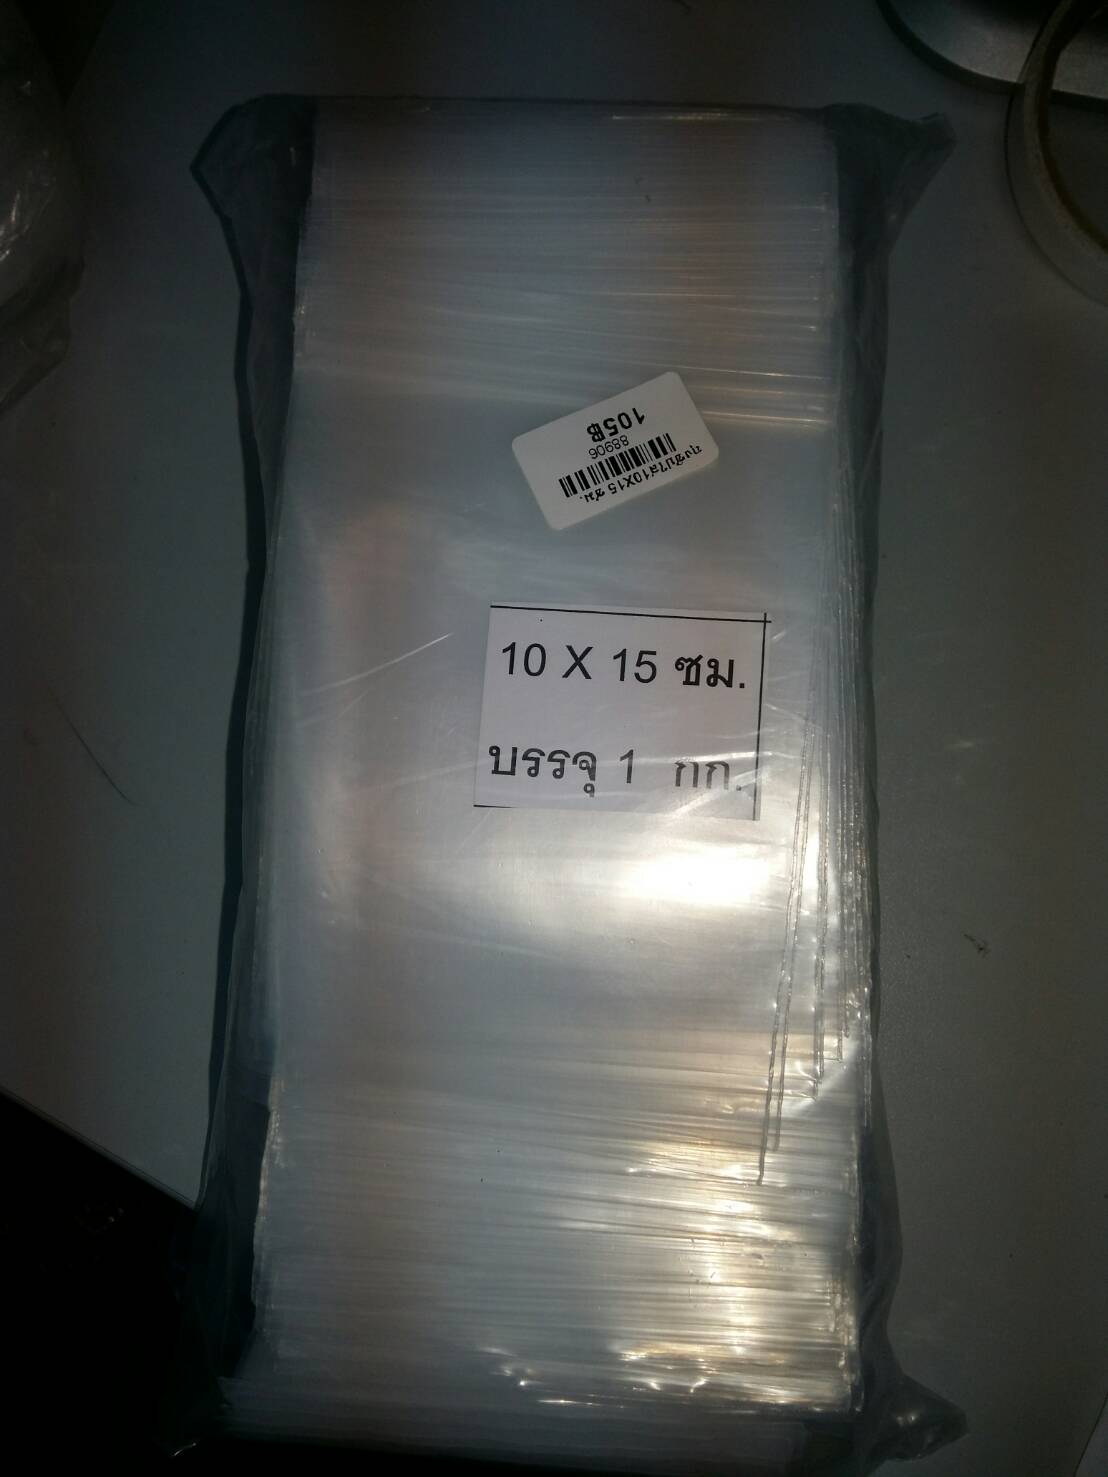 ถุงซิปใส10X15 ซม.
88906
105฿
10 X 15 ซม.
บรรจุ 1 กก.